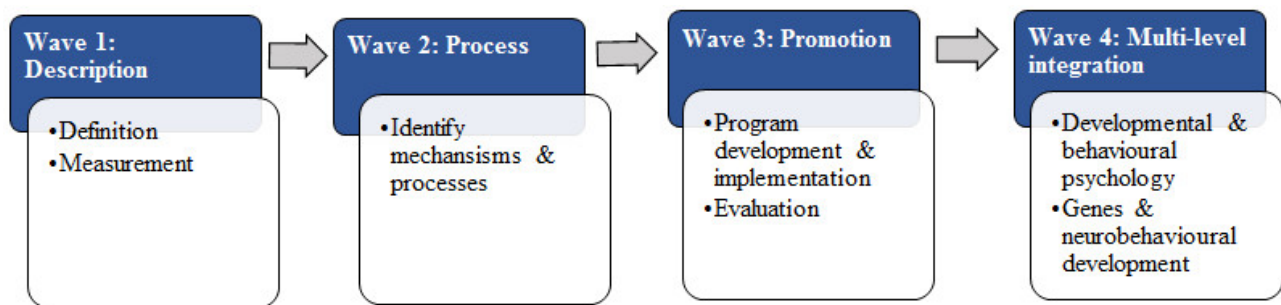 Wave 1:
Description
•Definition
•Measurement
Wave 2: Process
•Identify
mechansisms &
processes
Wave 3: Promotion
•Program
development &
implementation
•Evaluation
Wave 4: Multi-level
integration
•Developmental &
behavioural
psychology
•Genes &
neurobehavioural
development